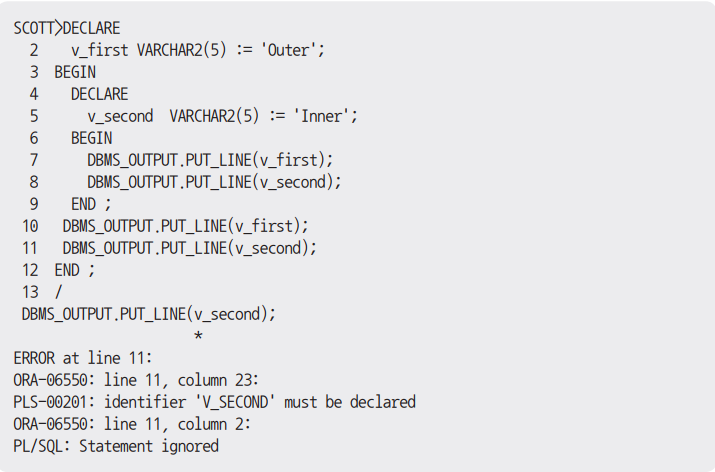 SCOTT>DECLARE
2 v_first VARCHAR2(5) := 'Outer';
3 BEGIN
4 DECLARE
5 v_second VARCHAR2(5) := 'Inner';
6 BEGIN
7 DBMS_OUTPUT.PUT_LINE(v_first);
8 DBMS_OUTPUT.PUT_LINE(v_second);
9 END ;
10 DBMS_OUTPUT.PUT_LINE(v_first);
11 DBMS_OUTPUT.PUT_LINE(v_second);
12 END ;
13 /
DBMS_OUTPUT.PUT_LINE(v_second);
*
ERROR at line 11:
ORA-06550: line 11, column 23:
PLS-00201: identifier 'V_SECOND' must be declared
ORA-06550: line 11, column 2:
PL/SQL: Statement ignored